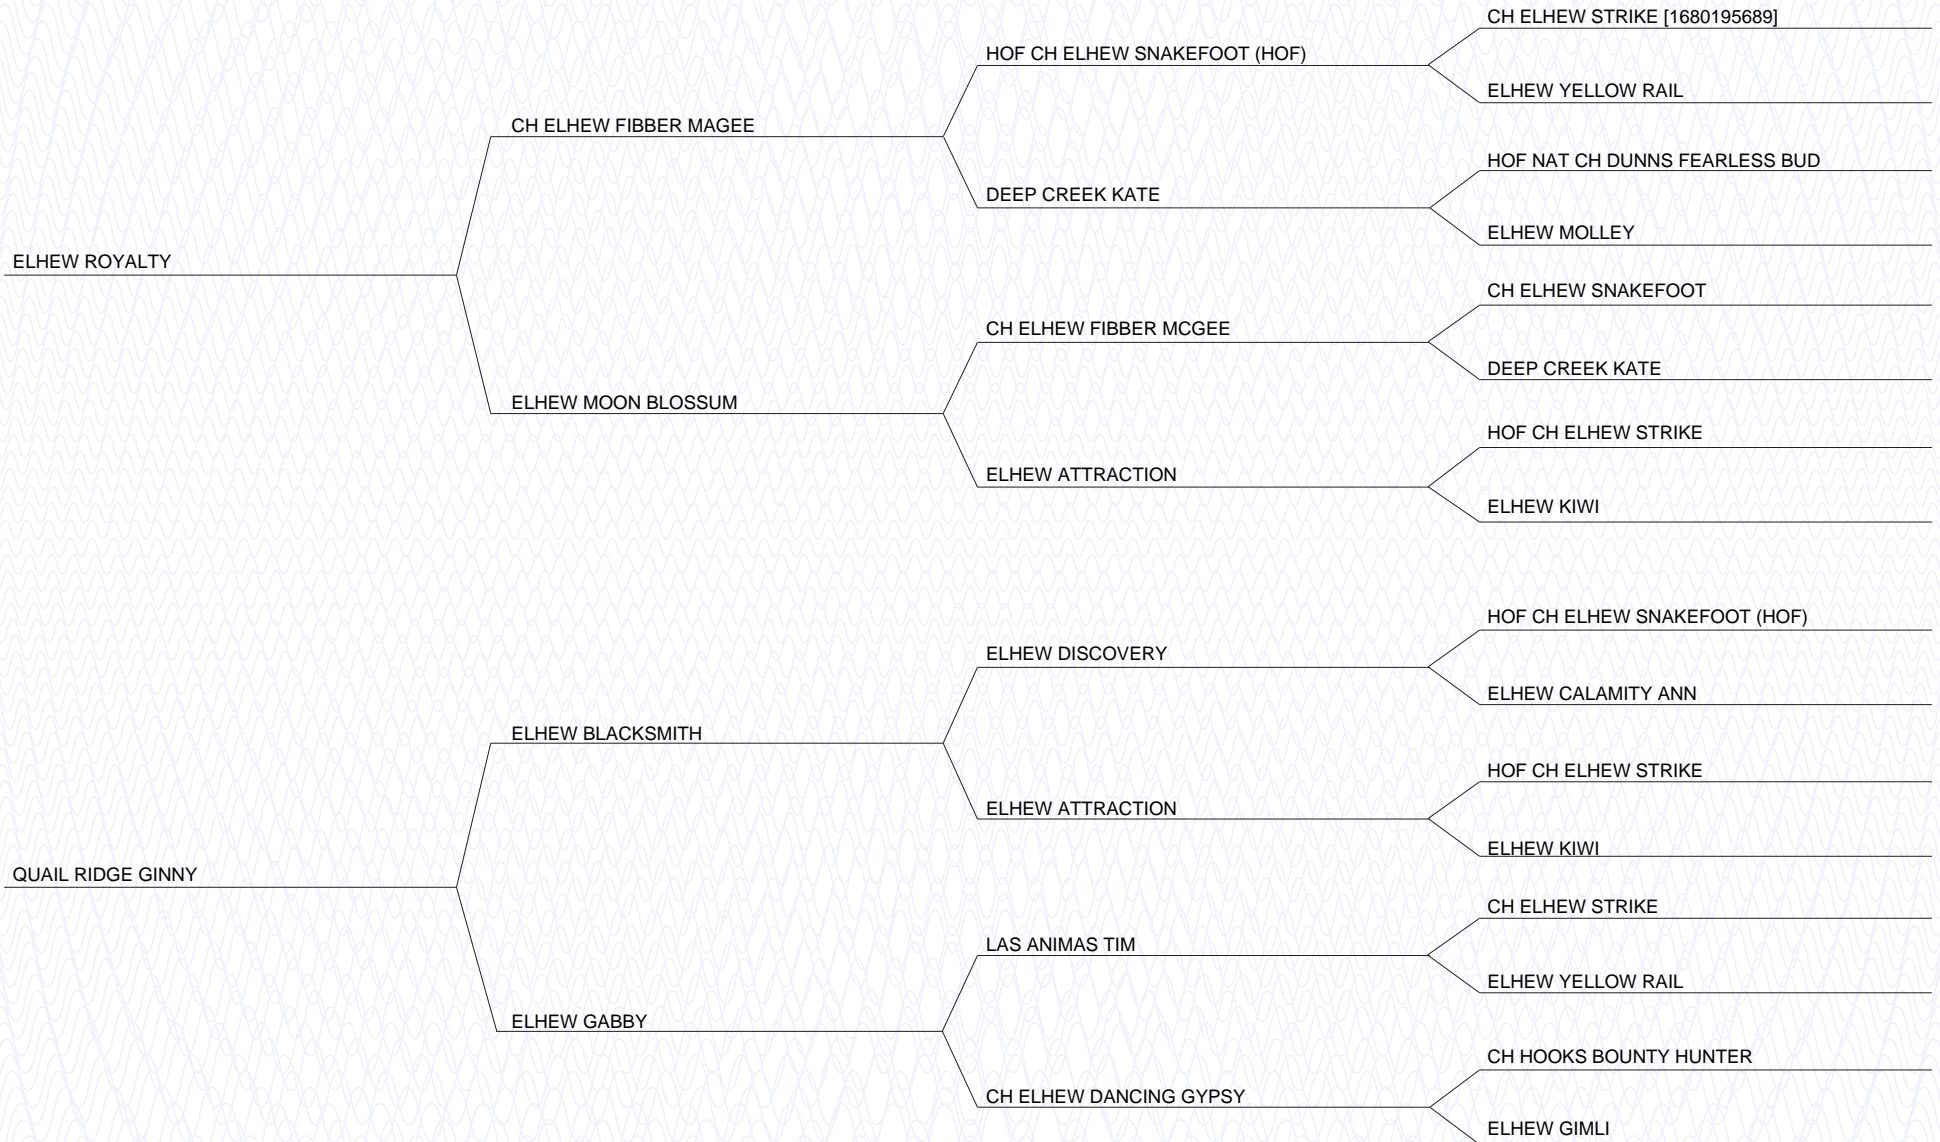 CH ELHEW STRIKE [1680195689]
HOF CH ELHEW SNAKEFOOT (HOF)
ELHEW YELLOW RAIL
CH ELHEW FIBBER MAGEE
HOF NAT CH DUNNS FEARLESS BUD
DEEP CREEK KATE
ELHEW MOLLEY
ELHEW ROYALTY
CH ELHEW SNAKEFOOT
CH ELHEW FIBBER MCGEE
DEEP CREEK KATE
ELHEW MOON BLOSSUM
HOF CH ELHEW STRIKE
ELHEW ATTRACTION
ELHEW KIWI
HOF CH ELHEW SNAKEFOOT (HOF)
ELHEW DISCOVERY
ELHEW CALAMITY ANN
ELHEW BLACKSMITH
HOF CH ELHEW STRIKE
ELHEW ATTRACTION
ELHEW KIWI
QUAIL RIDGE GINNY
CH ELHEW STRIKE
LAS ANIMAS TIM
ELHEW YELLOW RAIL
ELHEW GABBY
CH HOOKS BOUNTY HUNTER
CH ELHEW DANCING GYPSY
ELHEW GIMLI